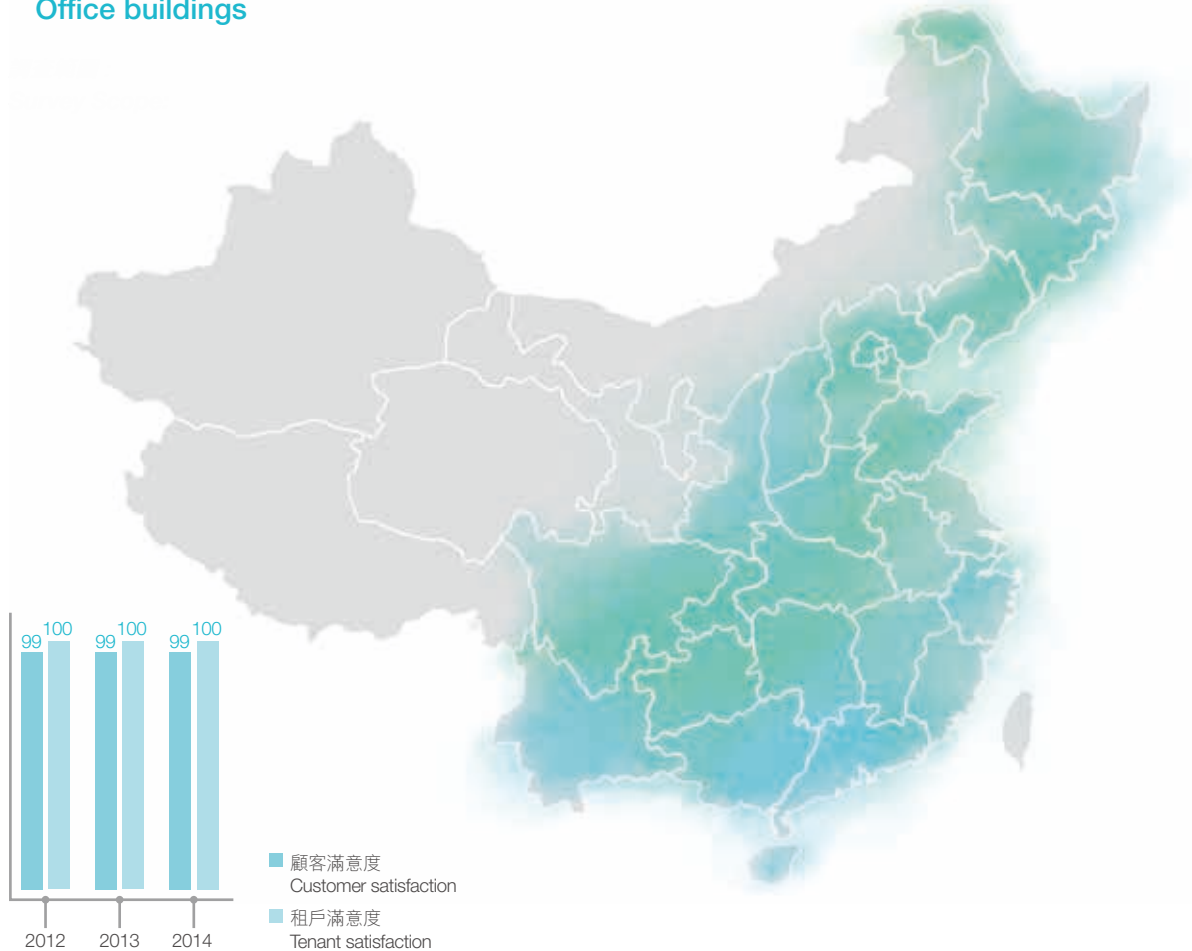 Office buildings
99 100 99 100 99 100
2012 2013 2014
顧客滿意度
Customer satisfaction
租戶滿意度
Tenant satisfaction